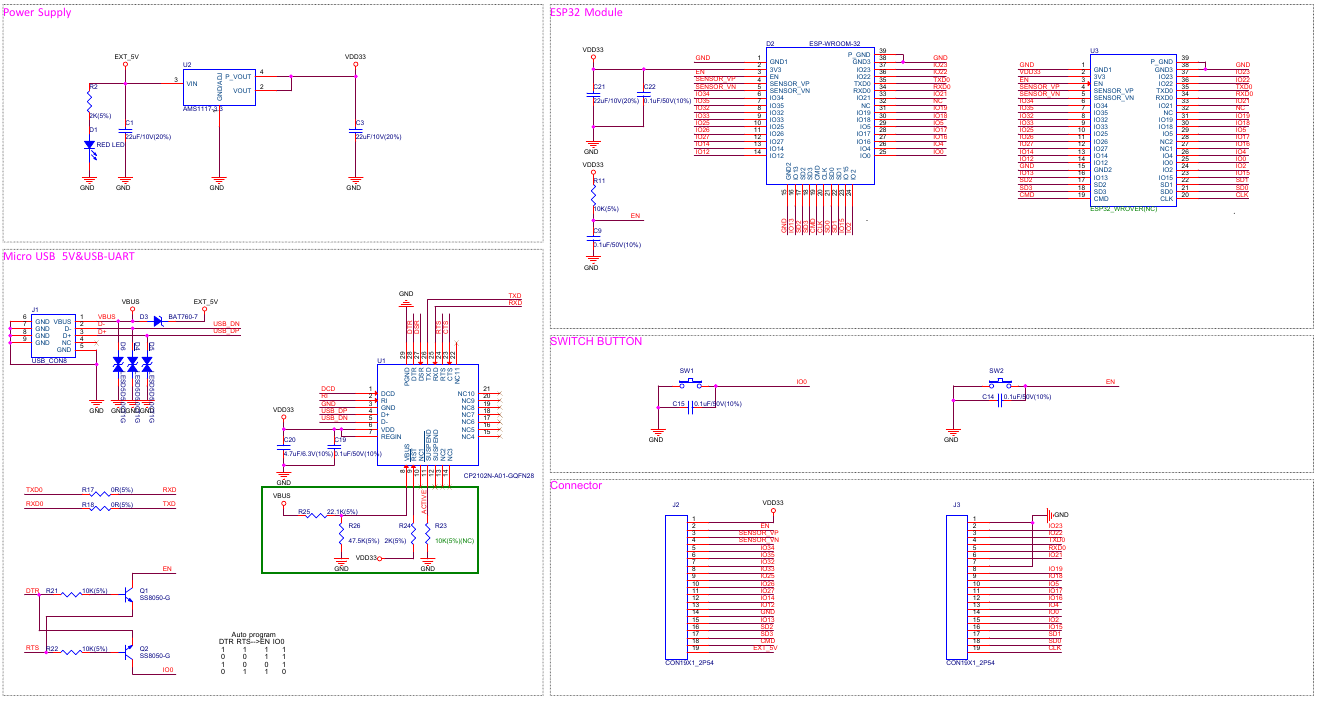 Power Supply
EXT_5V
VDD33
U2
VIN
GND/ADJ
P_VOUT
VOUT
3
4
2
AMS1117-3.3
R2
2K(5%)
D1
RED LED
C1
22uF/10V(20%)
C3
22uF/10V(20%)
GND
GND
GND
GND
ESP32 Module
VDD33
C21
22uF/10V(20%)
C22
0.1uF/50V(10%)
GND
VDD33
R11
10K(5%)
EN
C9
0.1uF/50V(10%)
GND
D2
ESP-WROOM-32
GND 1 GND1
2 3V3
EN 3 EN
SENSOR_VP 4 SENSOR_VP
SENSOR_VN 5 SENSOR_VN
IO34 6 IO34
IO35 7 IO35
IO32 8 IO32
IO33 9 IO33
IO25 10 IO25
IO26 11 IO26
IO27 12 IO27
IO14 13 IO14
IO12 14 IO12
P_GND 39
GND3 38 GND
IO23 37 IO23
IO22 36 IO22
TXD0 35 TXD0
RXD0 34 RXD0
IO21 33 IO21
NC 32 NC
IO19 31 IO19
IO18 30 IO18
IO5 29 IO5
IO17 28 IO17
IO16 27 IO16
IO4 26 IO4
IO0 25 IO0
GND2 IO13 SD2 SD3 CMD CLK SD0 SD1 IO15 IO2
15 16 17 18 19 20 21 22 23 24
GND IO13 SD2 SD3 CMD CLK SD0 SD1 IO15 IO2
U3
GND 1 GND1
VDD33 2 3V3
EN 3 EN
SENSOR_VP 4 SENSOR_VP
SENSOR_VN 5 SENSOR_VN
IO34 6 IO34
IO35 7 IO35
IO32 8 IO32
IO33 9 IO33
IO25 10 IO25
IO26 11 IO26
IO27 12 IO27
IO14 13 IO14
IO12 14 IO12
GND 15 GND2
IO13 16 IO13
SD2 17 SD2
SD3 18 SD3
CMD 19 CMD
P_GND 39
GND3 38 GND
IO23 37 IO23
IO22 36 IO22
TXD0 35 TXD0
RXD0 34 RXD0
IO21 33 IO21
NC 32 NC
IO19 31 IO19
IO18 30 IO18
IO5 29 IO5
NC2 28 IO17
NC1 27 IO16
IO4 26 IO4
IO0 25 IO0
IO2 24 IO2
IO15 23 IO15
SD1 22 SD1
SD0 21 SD0
CLK 20 CLK
ESP32_WROVER(NC)
Micro USB 5V&USB-UART
J1
6 GND
7 GND
8 GND
9 GND
VBUS 1 VBUS
D- 2 D-
D+ 3 D+
NC 4
GND 5
USB_CON8
VBUS
D3
BAT760-7
EXT_5V
USB_DN
USB_DP
D6
D4
D5
GND
GND
GND
GND
GND
TXD
RXD
DTR
DSR
RTS
CTS
29 28 27 26 25 24 23 22
PGND DTR DSR TXD RXD RTS CTS NC11
U1
DCD 1 DCD
RI 2 RI
GND 3 GND
USB_DP 4 D+
USB_DN 5 D-
6 VDD
7 REGIN
NC10 21
NC9 20
NC8 19
NC7 18
NC6 17
NC5 16
NC4 15
VBUS RST NC1 SUSPEND SUSPEND NC2 NC3
8 9 10 11 12 13 14
CP2102N-A01-GQFN28
VDD33
C20
4.7uF/6.3V(10%)
C19
0.1uF/50V(10%)
GND
VBUS
R25
22.1K(5%)
R26
47.5K(5%)
R24
2K(5%)
R23
10K(5%)(NC)
ACTIVE
VDD33
GND
GND
TXD0 R17 0R(5%) RXD
RXD0 R18 0R(5%) TXD
EN
DTR R21 10K(5%)
Q1
SS8050-G
RTS R22 10K(5%)
Q2
SS8050-G
IO0
Auto program
DTR RTS-->EN IO0
1 1 1 1
0 0 1 1
1 0 0 1
0 1 1 0
SWITCH BUTTON
SW1
IO0
C15
0.1uF/50V(10%)
GND
SW2
EN
C14
0.1uF/50V(10%)
GND
Connector
J2
VDD33
1
2 EN
3 SENSOR_VP
4 SENSOR_VN
5 IO34
6 IO35
7 IO32
8 IO33
9 IO25
10 IO26
11 IO27
12 IO14
13 IO12
14 GND
15 IO13
16 SD2
17 SD3
18 CMD
19 EXT_5V
CON19X1_2P54
J3
GND
1
2 IO23
3 IO22
4 TXD0
5 RXD0
6 IO21
7
8 IO19
9 IO18
10 IO5
11 IO17
12 IO16
13 IO4
14 IO0
15 IO2
16 IO15
17 SD1
18 SD0
19 CLK
CON19X1_2P54